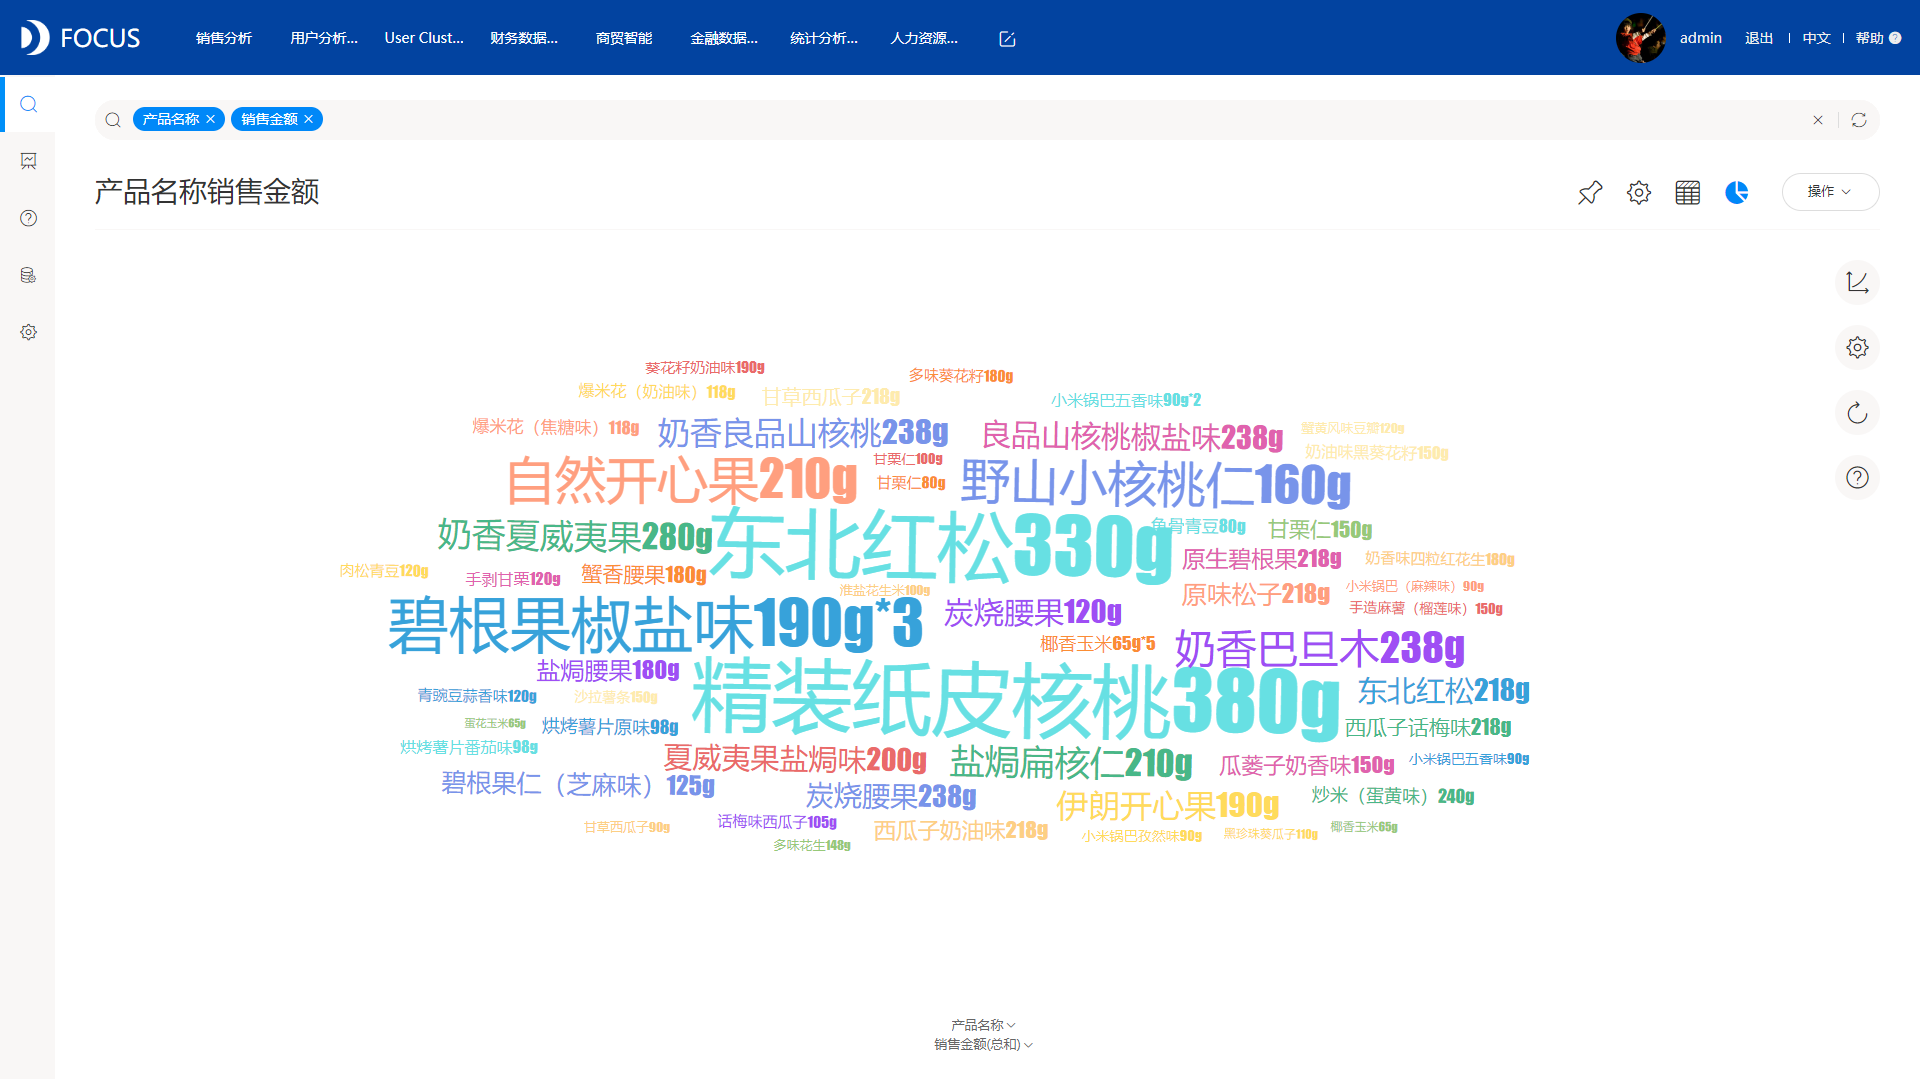 FOCUS
销售分析
用户分析...
User Clust...
财务数据...
商贸智能
金融数据...
统计分析...
人力资源...
admin
退出
中文
帮助
产品名称
销售金额
产品名称销售金额
操作
葵花籽奶油味190g
多味葵花籽180g
爆米花（奶油味）118g
甘草西瓜子218g
小米锅巴五香味90g*2
爆米花（焦糖味）118g
奶香良品山核桃238g
良品山核桃椒盐味238g
蟹黄风味豆瓣120g
奶油味黑葵花籽150g
甘栗仁100g
自然开心果210g
甘栗仁80g
野山小核桃仁160g
奶香夏威夷果280g
东北红松330g
鱼骨青豆80g
甘栗仁150g
原生碧根果218g
奶香味四粒红花生180g
肉松青豆120g
手剥甘栗120g
蟹香腰果180g
淮盐花生米100g
原味松子218g
小米锅巴（麻辣味）90g
手造麻薯（榴莲味）150g
碧根果椒盐味190g*3
炭烧腰果120g
椰香玉米65g*5
奶香巴旦木238g
盐焗腰果180g
精装纸皮核桃380g
东北红松218g
青豌豆蒜香味120g
沙拉薯条150g
蛋花玉米65g
烘烤薯片原味98g
西瓜子话梅味218g
烘烤薯片番茄味98g
夏威夷果盐焗味200g
盐焗扁核仁210g
瓜蒌子奶香味150g
小米锅巴五香味90g
碧根果仁（芝麻味）125g
炭烧腰果238g
伊朗开心果190g
炒米（蛋黄味）240g
甘草西瓜子90g
话梅味西瓜子105g
西瓜子奶油味218g
小米锅巴孜然味90g
黑珍珠葵瓜子110g
椰香玉米65g
多味花生148g
产品名称
销售金额(总和)